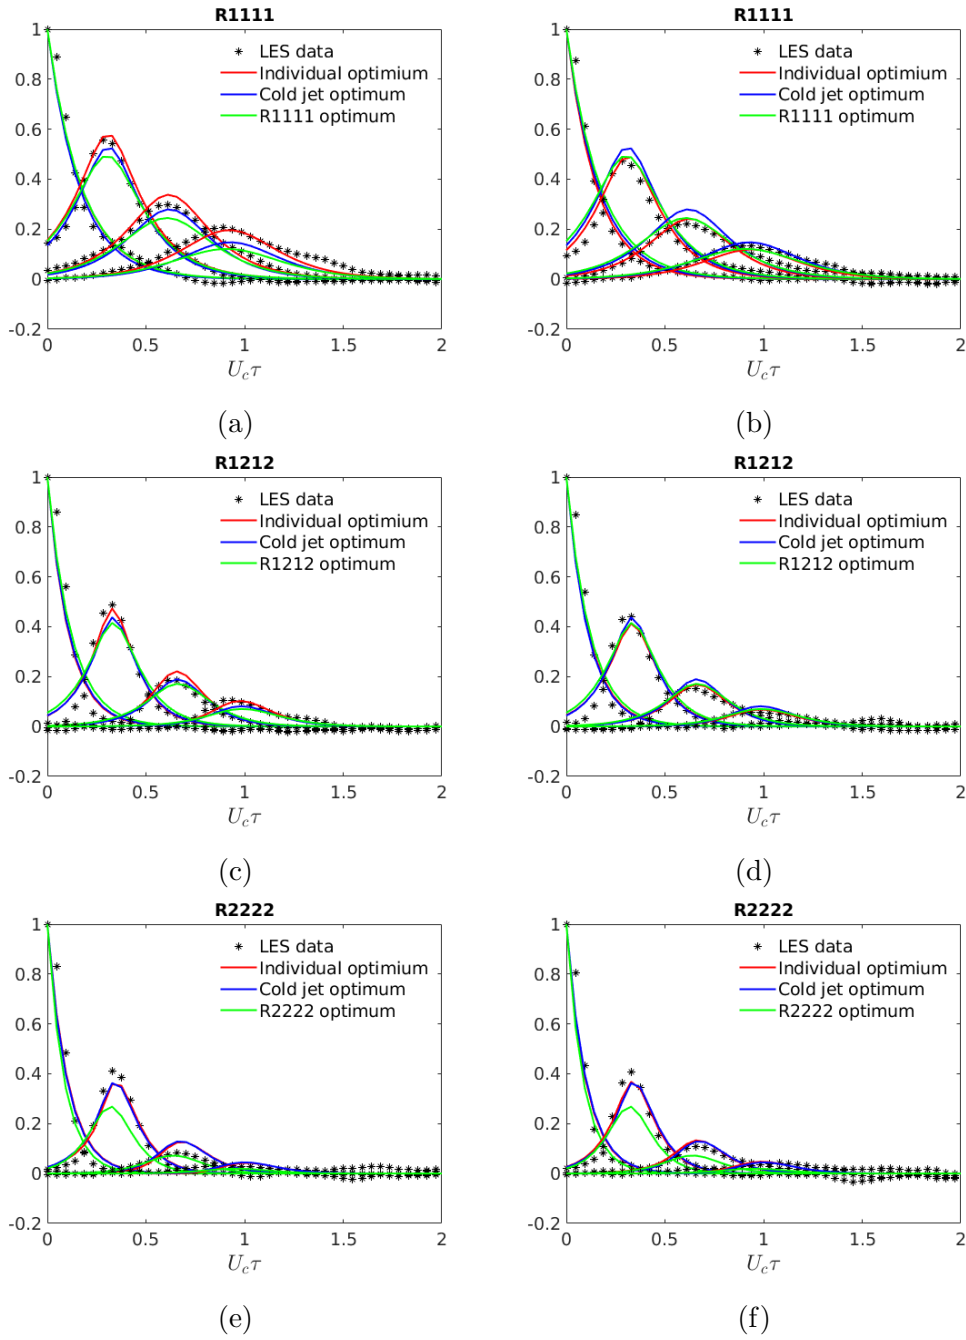 R1111
R1111
1
0.8
0.6
0.4
0.2
0
-0.2
LES data
Individual optimium
Cold jet optimum
R1111 optimum
0 0.5 1 1.5 2
U_c τ
1
0.8
0.6
0.4
0.2
0
-0.2
LES data
Individual optimium
Cold jet optimum
R1111 optimum
0 0.5 1 1.5 2
U_c τ
(a)
(b)
R1212
R1212
1
0.8
0.6
0.4
0.2
0
-0.2
LES data
Individual optimium
Cold jet optimum
R1212 optimum
0 0.5 1 1.5 2
U_c τ
1
0.8
0.6
0.4
0.2
0
-0.2
LES data
Individual optimium
Cold jet optimum
R1212 optimum
0 0.5 1 1.5 2
U_c τ
(c)
(d)
R2222
R2222
1
0.8
0.6
0.4
0.2
0
-0.2
LES data
Individual optimium
Cold jet optimum
R2222 optimum
0 0.5 1 1.5 2
U_c τ
1
0.8
0.6
0.4
0.2
0
-0.2
LES data
Individual optimium
Cold jet optimum
R2222 optimum
0 0.5 1 1.5 2
U_c τ
(e)
(f)